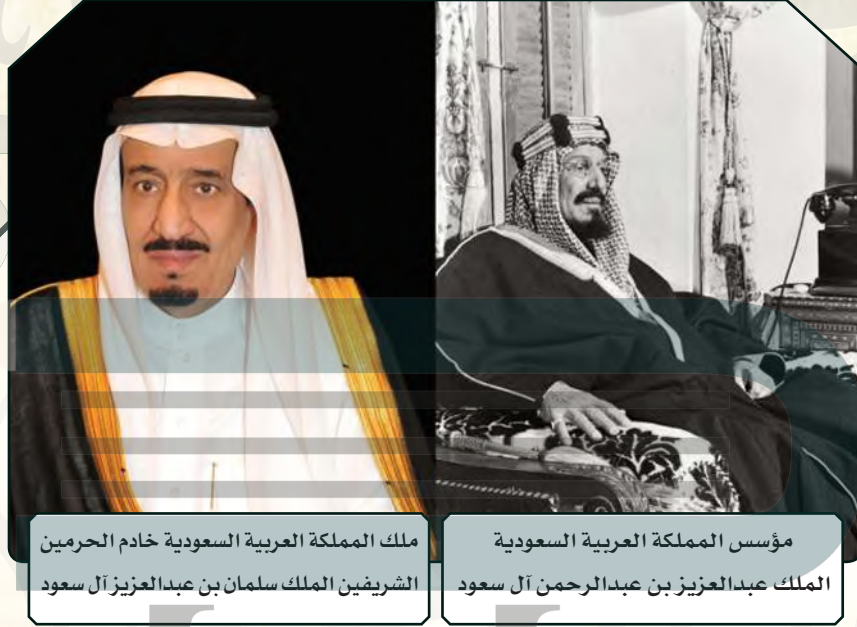 مؤسس المملكة العربية السعودية
الملك عبدالعزيز بن عبدالرحمن آل سعود
ملك المملكة العربية السعودية خادم الحرمين
الشريفين الملك سلمان بن عبدالعزيز آل سعود